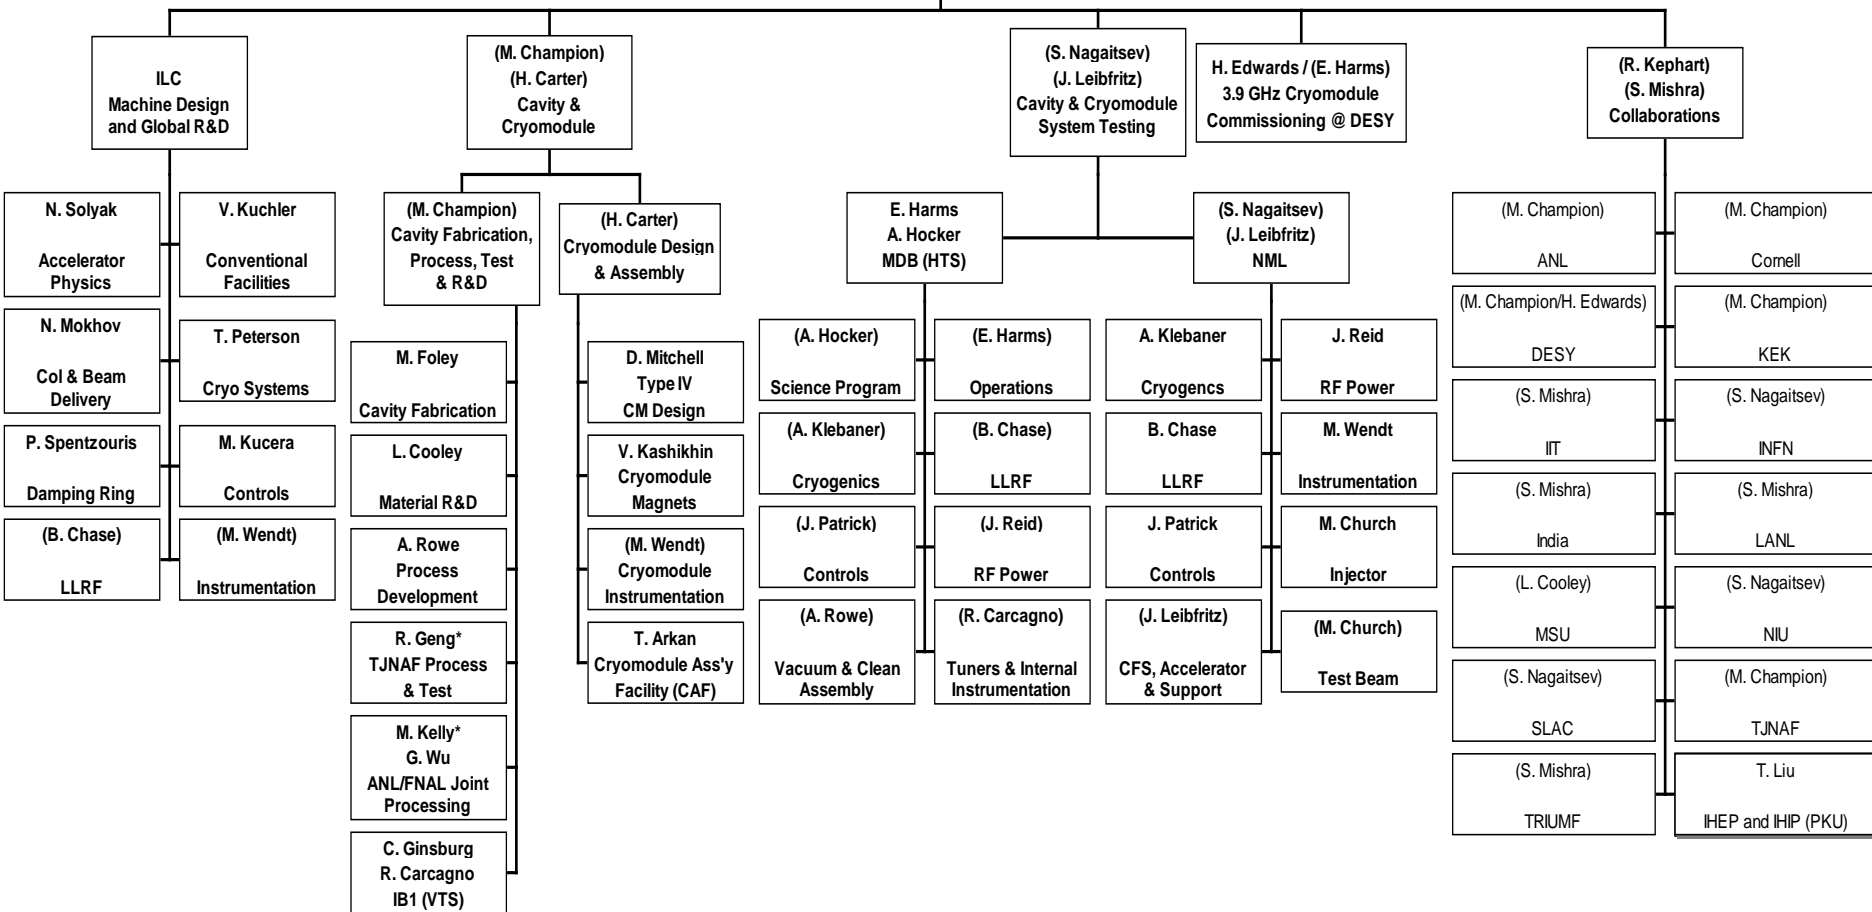 ILC
Machine Design
and Global R&D
(M. Champion)
(H. Carter)
Cavity &
Cryomodule
(S. Nagaitsev)
(J. Leibfritz)
Cavity & Cryomodule
System Testing
H. Edwards / (E. Harms)
3.9 GHz Cryomodule
Commissioning @ DESY
(R. Kephart)
(S. Mishra)
Collaborations
N. Solyak
Accelerator
Physics
V. Kuchler
Conventional
Facilities
N. Mokhov
Col & Beam
Delivery
T. Peterson
Cryo Systems
P. Spentzouris
Damping Ring
M. Kucera
Controls
(B. Chase)
LLRF
(M. Wendt)
Instrumentation
(M. Champion)
Cavity Fabrication,
Process, Test
& R&D
(H. Carter)
Cryomodule Design
& Assembly
M. Foley
Cavity Fabrication
L. Cooley
Material R&D
A. Rowe
Process
Development
R. Geng*
TJNAF Process
& Test
M. Kelly*
G. Wu
ANL/FNAL Joint
Processing
C. Ginsburg
R. Carcagno
IB1 (VTS)
D. Mitchell
Type IV
CM Design
V. Kashikhin
Cryomodule
Magnets
(M. Wendt)
Cryomodule
Instrumentation
T. Arkan
Cryomodule Ass'y
Facility (CAF)
E. Harms
A. Hocker
MDB (HTS)
(S. Nagaitsev)
(J. Leibfritz)
NML
(A. Hocker)
Science Program
(E. Harms)
Operations
(A. Klebaner)
Cryogenics
(B. Chase)
LLRF
(J. Patrick)
Controls
(J. Reid)
RF Power
(A. Rowe)
Vacuum & Clean
Assembly
(R. Carcagno)
Tuners & Internal
Instrumentation
A. Klebaner
Cryogencs
J. Reid
RF Power
B. Chase
LLRF
M. Wendt
Instrumentation
J. Patrick
Controls
M. Church
Injector
(J. Leibfritz)
CFS, Accelerator
& Support
(M. Church)
Test Beam
(M. Champion)
ANL
(M. Champion)
Cornell
(M. Champion/H. Edwards)
DESY
(M. Champion)
KEK
(S. Mishra)
IIT
(S. Nagaitsev)
INFN
(S. Mishra)
India
(S. Mishra)
LANL
(L. Cooley)
MSU
(S. Nagaitsev)
NIU
(S. Nagaitsev)
SLAC
(M. Champion)
TJNAF
(S. Mishra)
TRIUMF
T. Liu
IHEP and IHIP (PKU)